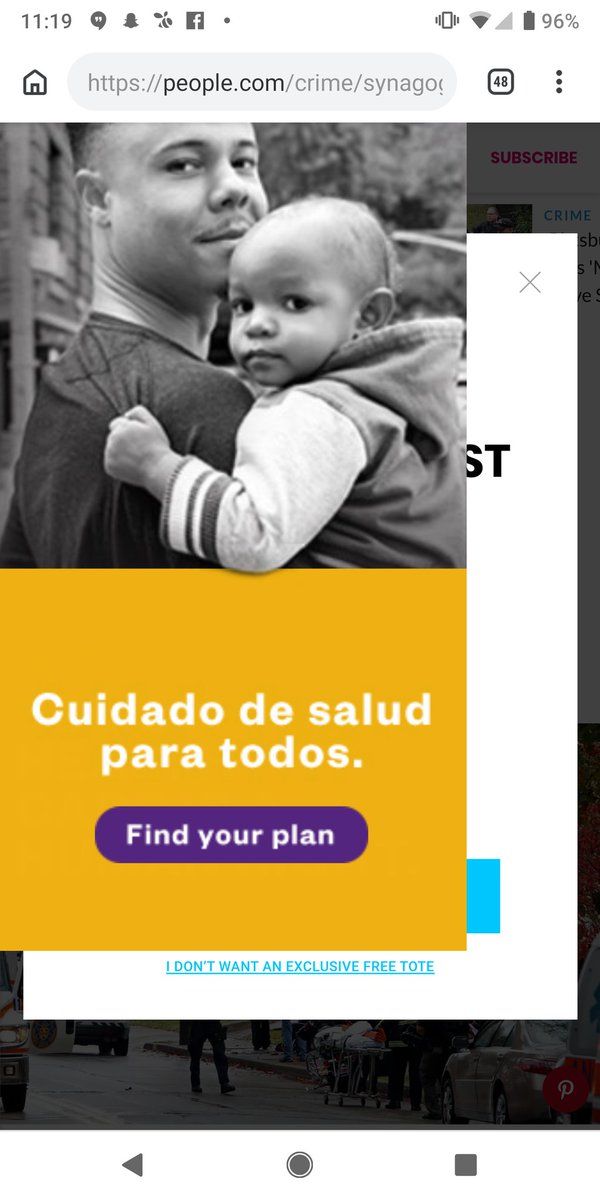 11:19
96%
https://people.com/crime/synagog
48
SUBSCRIBE
CRIME
ST
Cuidado de salud
para todos.
Find your plan
I DON'T WANT AN EXCLUSIVE FREE TOTE